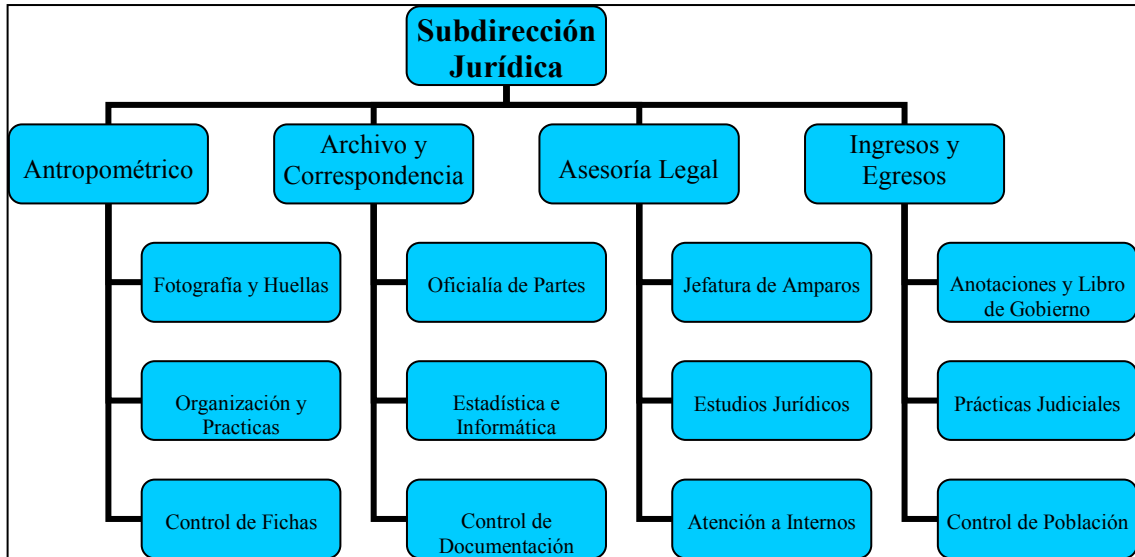 Subdirección
Jurídica
Antropométrico
Archivo y
Correspondencia
Asesoría Legal
Ingresos y
Egresos
Fotografía y Huellas
Oficialía de Partes
Jefatura de Amparos
Anotaciones y Libro
de Gobierno
Organización y
Practicas
Estadística e
Informática
Estudios Jurídicos
Prácticas Judiciales
Control de Fichas
Control de
Documentación
Atención a Internos
Control de Población